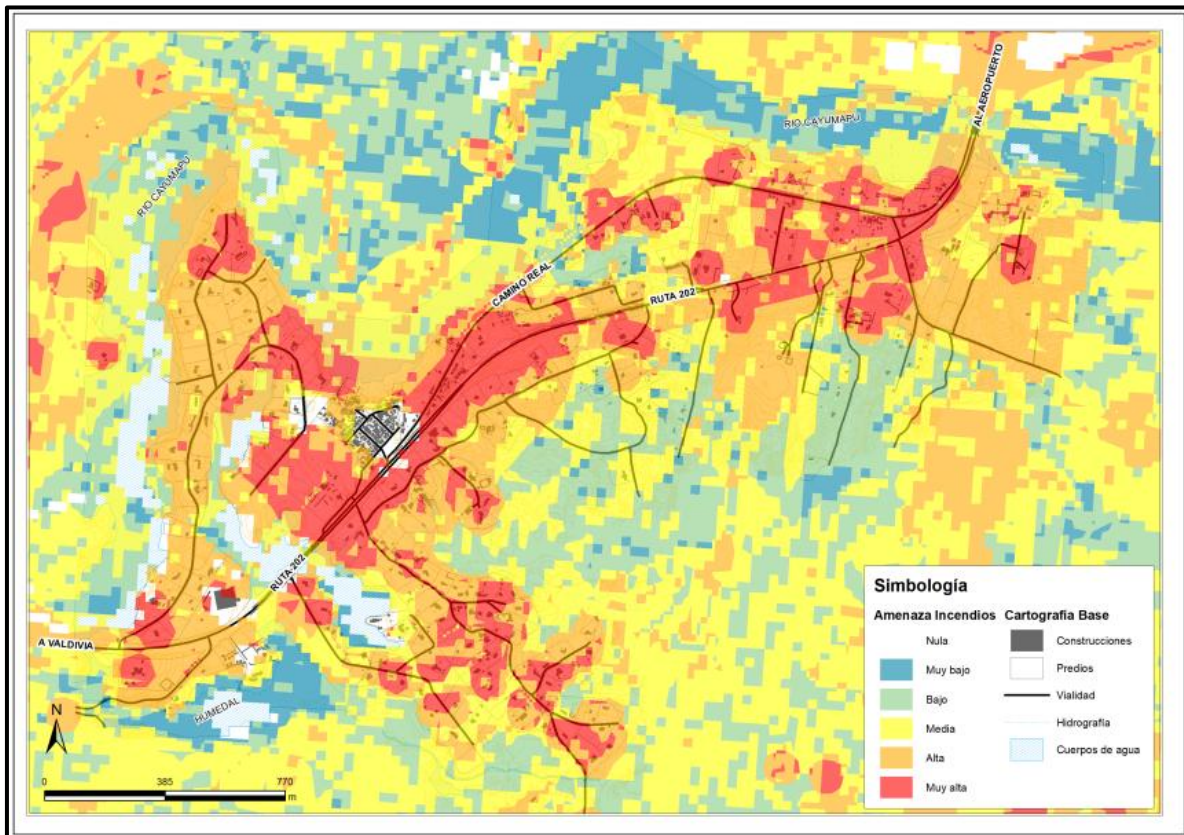 AL AEROPUERTO
RIO CAYUMAPU
RIO CAYUMAPU
CAMINO REAL
RUTA 202
RUTA 202
A VALDIVIA
HUMEDAL
N
0 385 770
m
Simbología
Amenaza Incendios Cartografía Base
Nula Construcciones
Muy bajo Predios
Bajo Vialidad
Media Hidrografía
Alta Cuerpos de agua
Muy alta